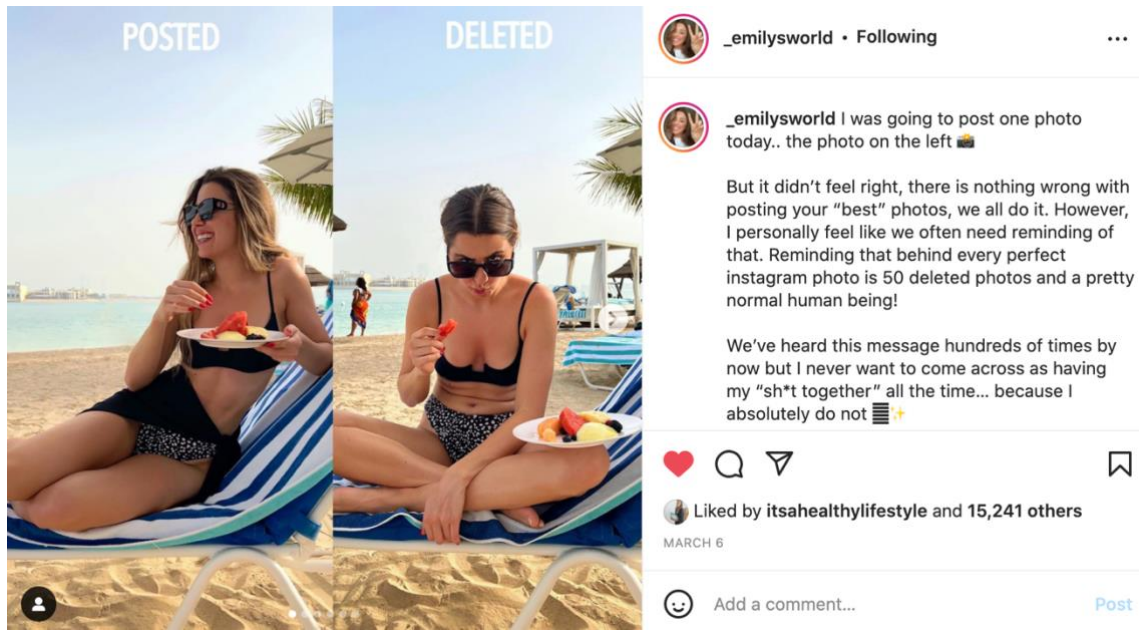 POSTED
DELETED
_emilysworld • Following
_emilysworld I was going to post one photo
today.. the photo on the left 📸
But it didn’t feel right, there is nothing wrong with
posting your “best” photos, we all do it. However,
I personally feel like we often need reminding of
that. Reminding that behind every perfect
instagram photo is 50 deleted photos and a pretty
normal human being!
We’ve heard this message hundreds of times by
now but I never want to come across as having
my “sh*t together” all the time... because I
absolutely do not ✨
Liked by itsahealthylifestyle and 15,241 others
MARCH 6
Add a comment...
Post